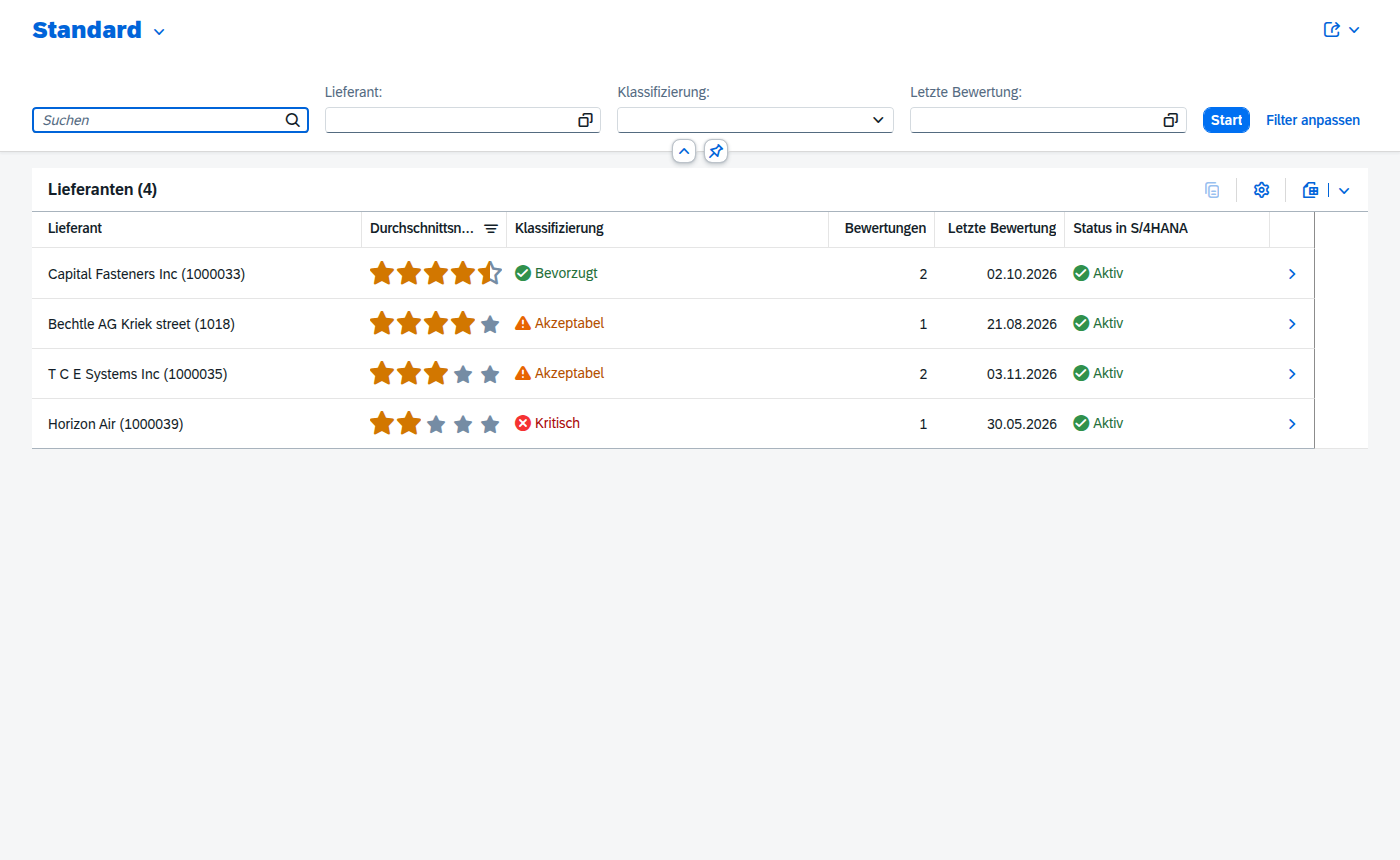 Standard
Lieferant:
Klassifizierung:
Letzte Bewertung:
Suchen
Start
Filter anpassen
Lieferanten (4)
Lieferant Durchschnittsn... Klassifizierung Bewertungen Letzte Bewertung Status in S/4HANA
Capital Fasteners Inc (1000033) Bevorzugt 2 02.10.2026 Aktiv
Bechtle AG Kriek street (1018) Akzeptabel 1 21.08.2026 Aktiv
T C E Systems Inc (1000035) Akzeptabel 2 03.11.2026 Aktiv
Horizon Air (1000039) Kritisch 1 30.05.2026 Aktiv